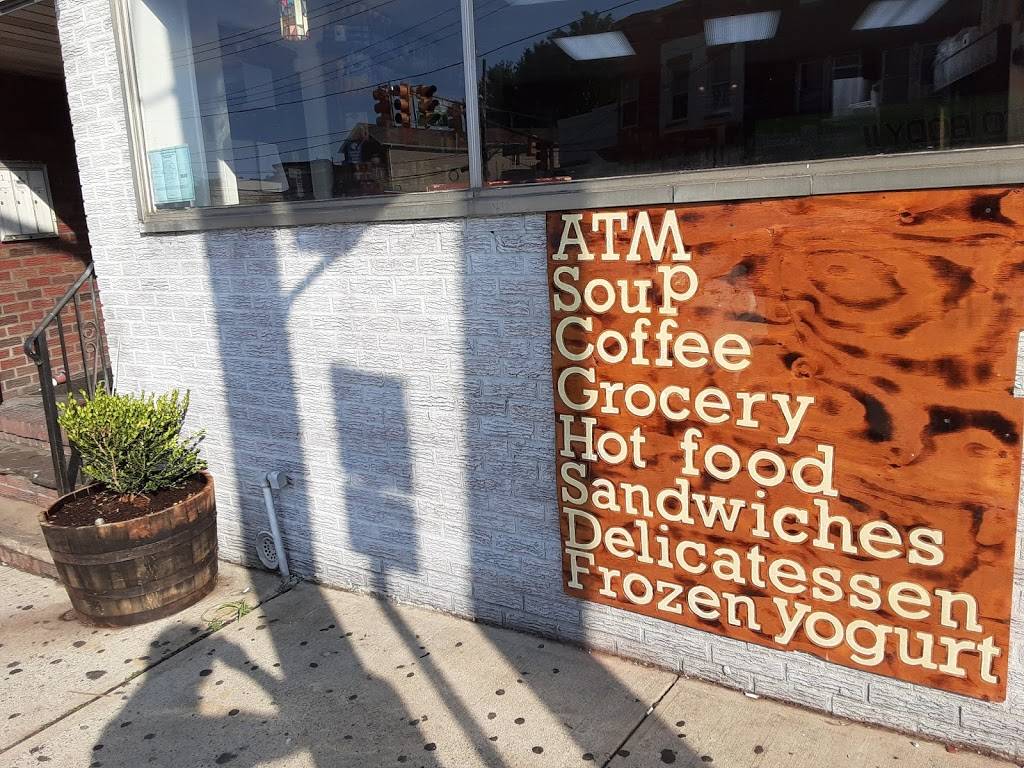 ATM
Soup
Coffee
Grocery
Hot food
Sandwiches
Delicatessen
Frozen yogurt